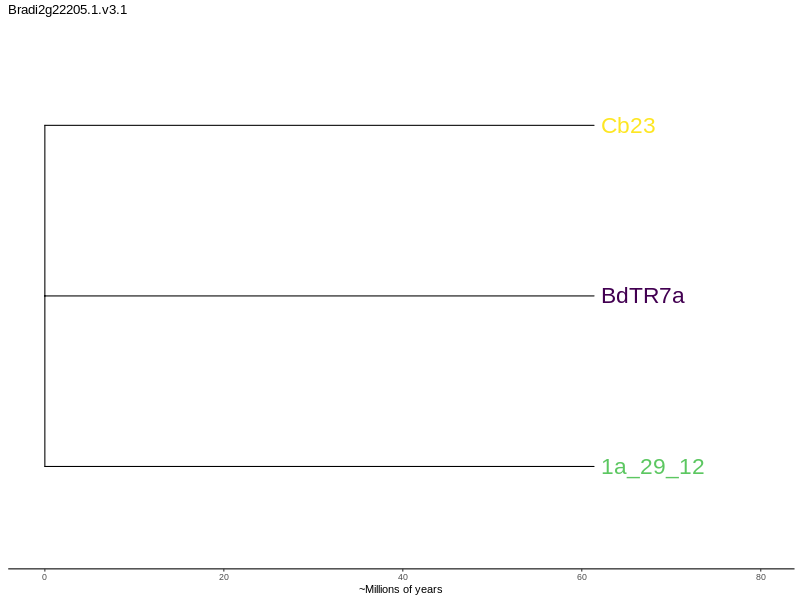 Bradi2g22205.1.v3.1
Cb23
BdTR7a
1a_29_12
0 20 40 60 80
~Millions of years